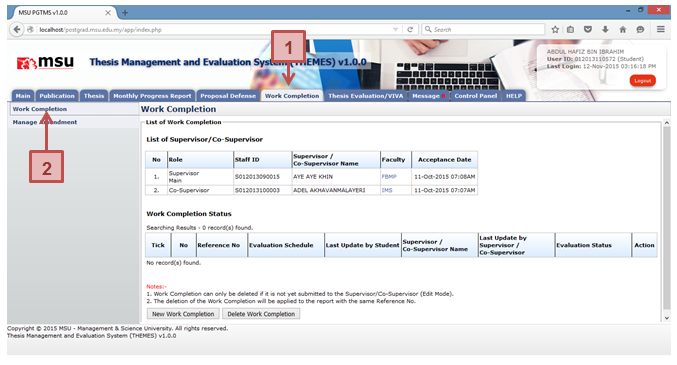 MSU PGTMS v1.0.0
localhost/postgrad.msu.edu.my/app/index.php
Search
1
msu
Thesis Management and Evaluation System (THEMES) v1.0.0
ABDUL HAFIZ BIN IBRAHIM
User ID: 012013110572 (Student)
Last Login: 12-Nov-2015 03:16:18 PM
Logout
Main Publication Thesis Monthly Progress Report Proposal Defense Work Completion Thesis Evaluation/VIVA Message Control Panel HELP
Work Completion
Manage Amendment
2
Work Completion
List of Work Completion
List of Supervisor/Co-Supervisor
No Role Staff ID Supervisor / Co-Supervisor Name Faculty Acceptance Date
1. Supervisor Main S012013090015 AYE AYE KHIN FBMP 11-Oct-2015 07:08AM
2. Co-Supervisor S012013100003 ADEL AKHAVANMALAYERI IMS 11-Oct-2015 07:07AM
Work Completion Status
Searching Results - 0 record(s) found.
Tick No Reference No Evaluation Schedule Last Update by Student Supervisor / Co-Supervisor Name Last Update by Supervisor / Co-Supervisor Evaluation Status Action
No record(s) found.
Notes:-
1. Work Completion can only be deleted if it is not yet submitted to the Supervisor/Co-Supervisor (Edit Mode).
2. The deletion of the Work Completion will be applied to the report with the same Reference No.
New Work Completion Delete Work Completion
Copyright © 2015 MSU - Management & Science University. All rights reserved.
Thesis Management and Evaluation System (THEMES) v1.0.0